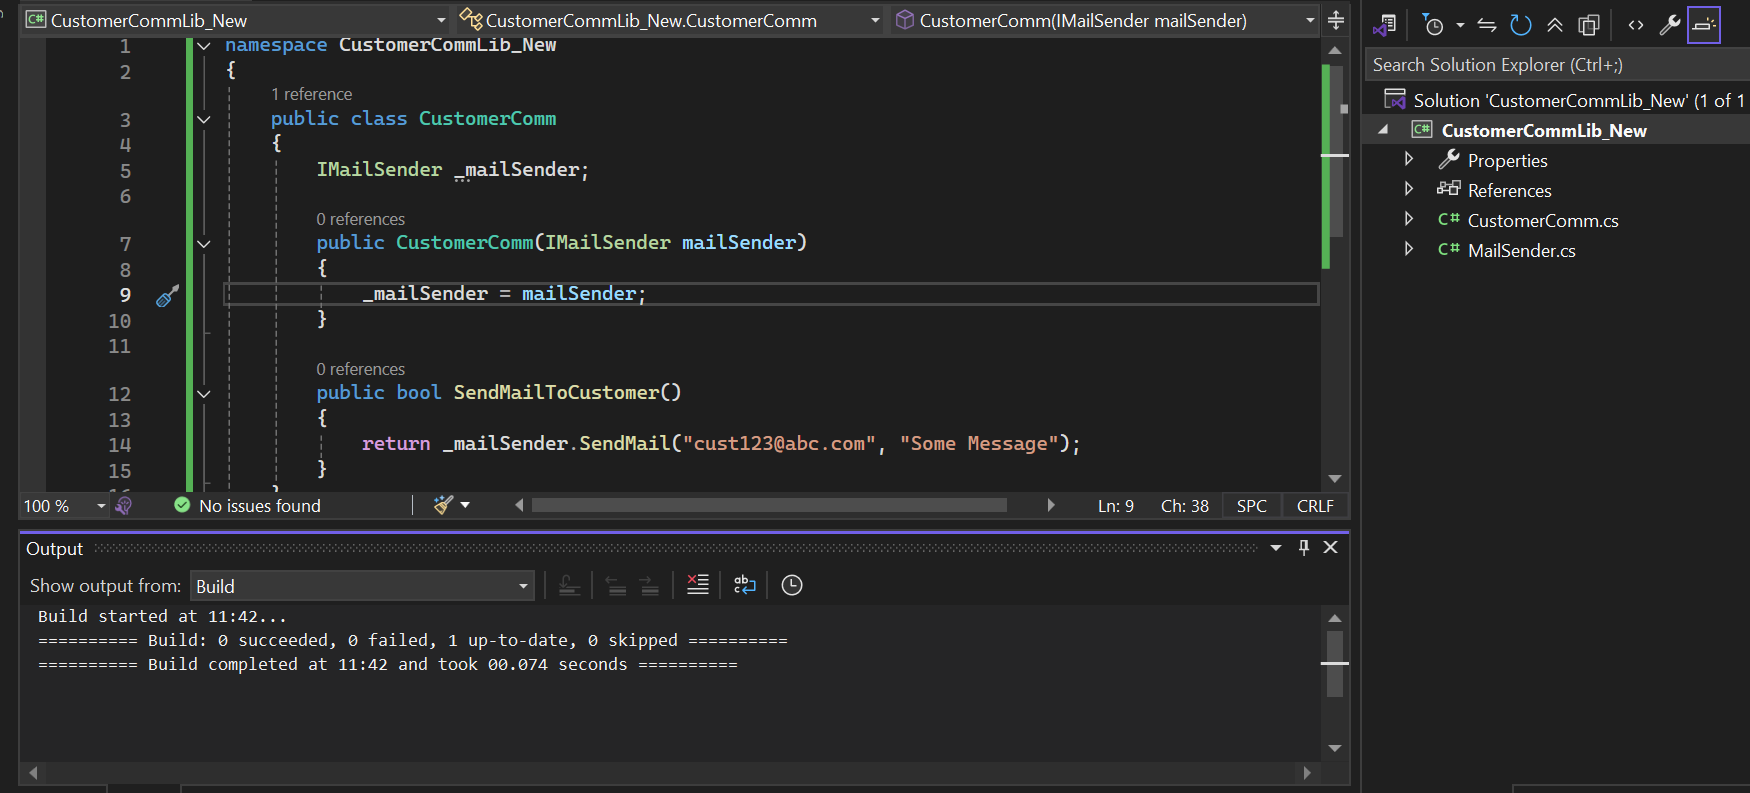 CustomerCommLib_New
CustomerCommLib_New.CustomerComm
CustomerComm(IMailSender mailSender)
1 namespace CustomerCommLib_New
2 {
1 reference
3 public class CustomerComm
4 {
5 IMailSender _mailSender;
6
0 references
7 public CustomerComm(IMailSender mailSender)
8 {
9 _mailSender = mailSender;
10 }
11
0 references
12 public bool SendMailToCustomer()
13 {
14 return _mailSender.SendMail("cust123@abc.com", "Some Message");
15 }
100 %
No issues found
Ln: 9
Ch: 38
SPC
CRLF
Output
Show output from: Build
Build started at 11:42...
========== Build: 0 succeeded, 0 failed, 1 up-to-date, 0 skipped ==========
========== Build completed at 11:42 and took 00.074 seconds ==========
Search Solution Explorer (Ctrl+;)
Solution 'CustomerCommLib_New' (1 of 1
C# CustomerCommLib_New
Properties
References
C# CustomerComm.cs
C# MailSender.cs